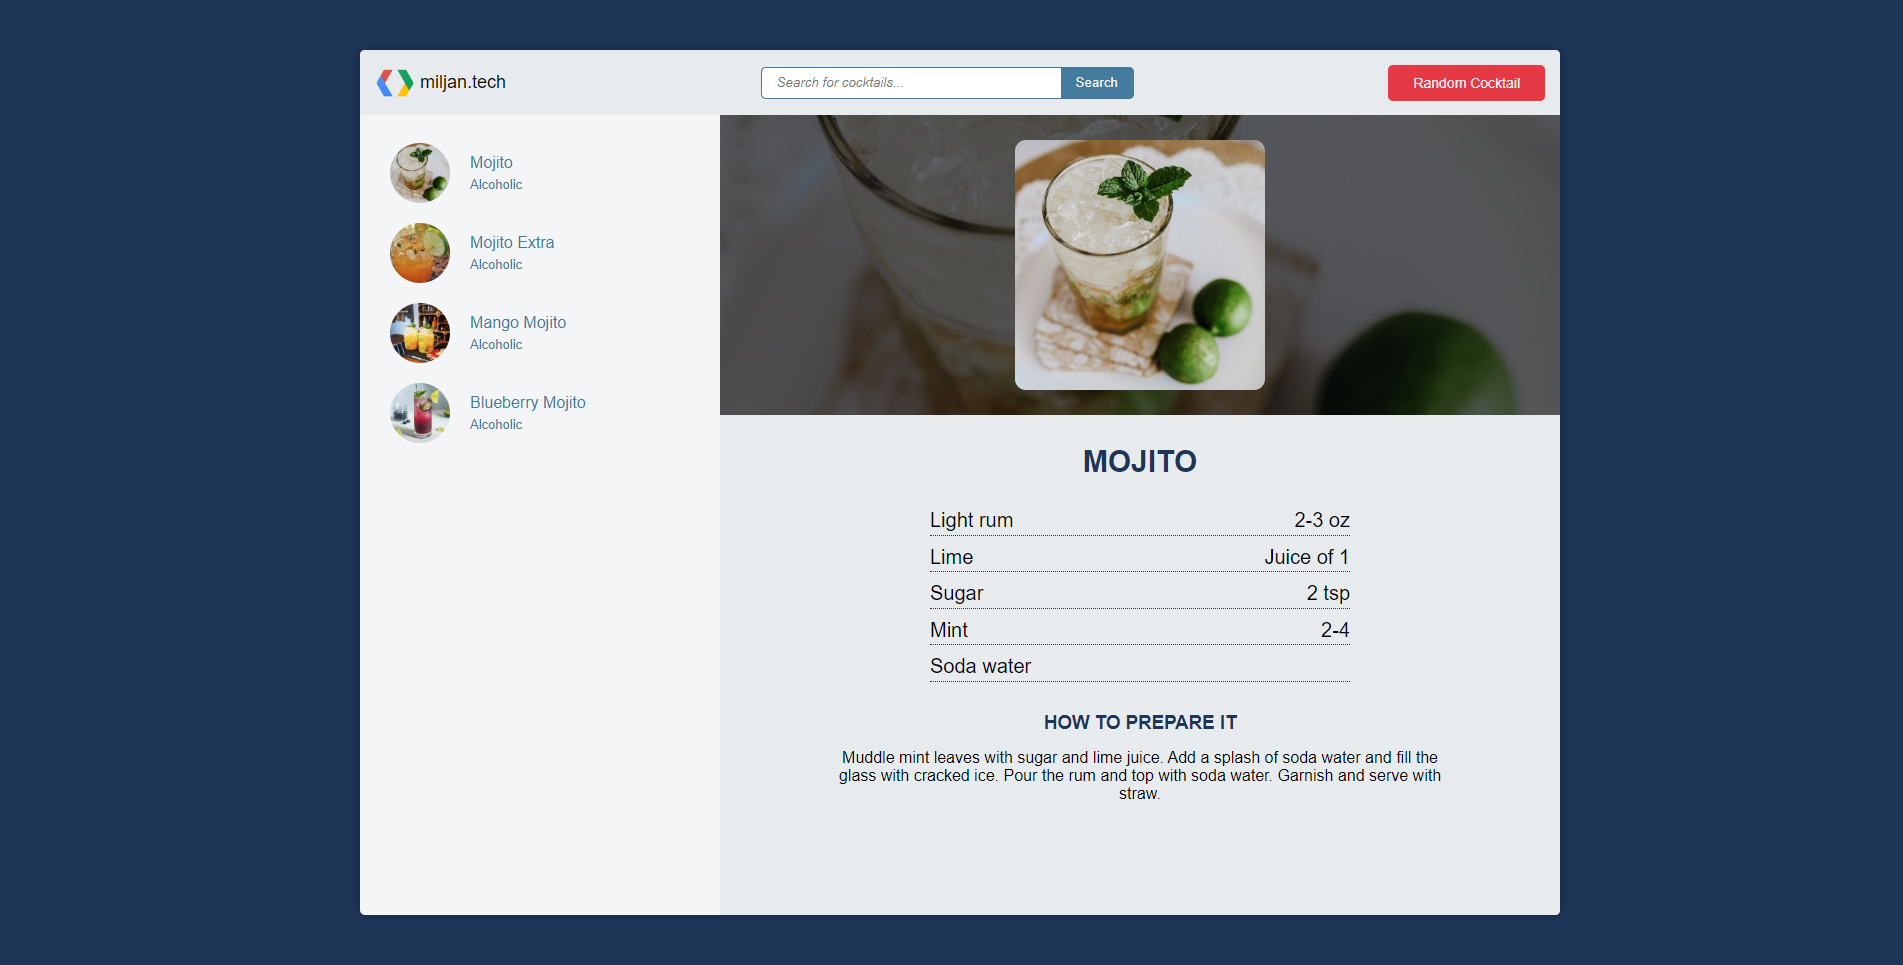 miljan.tech
Search for cocktails...
Search
Random Cocktail
Mojito
Alcoholic
Mojito Extra
Alcoholic
Mango Mojito
Alcoholic
Blueberry Mojito
Alcoholic
MOJITO
Light rum 2-3 oz
Lime Juice of 1
Sugar 2 tsp
Mint 2-4
Soda water
HOW TO PREPARE IT
Muddle mint leaves with sugar and lime juice. Add a splash of soda water and fill the
glass with cracked ice. Pour the rum and top with soda water. Garnish and serve with
straw.